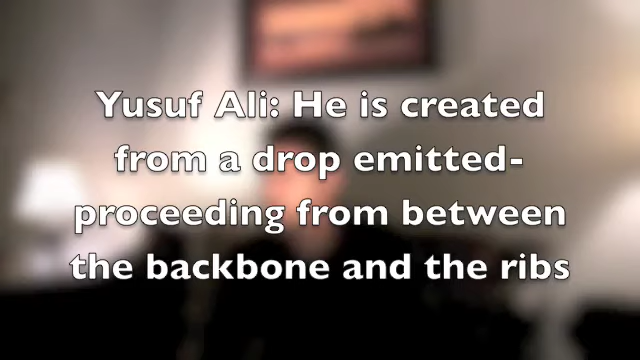 Yusuf Ali: He is created
from a drop emitted-
proceeding from between
the backbone and the ribs